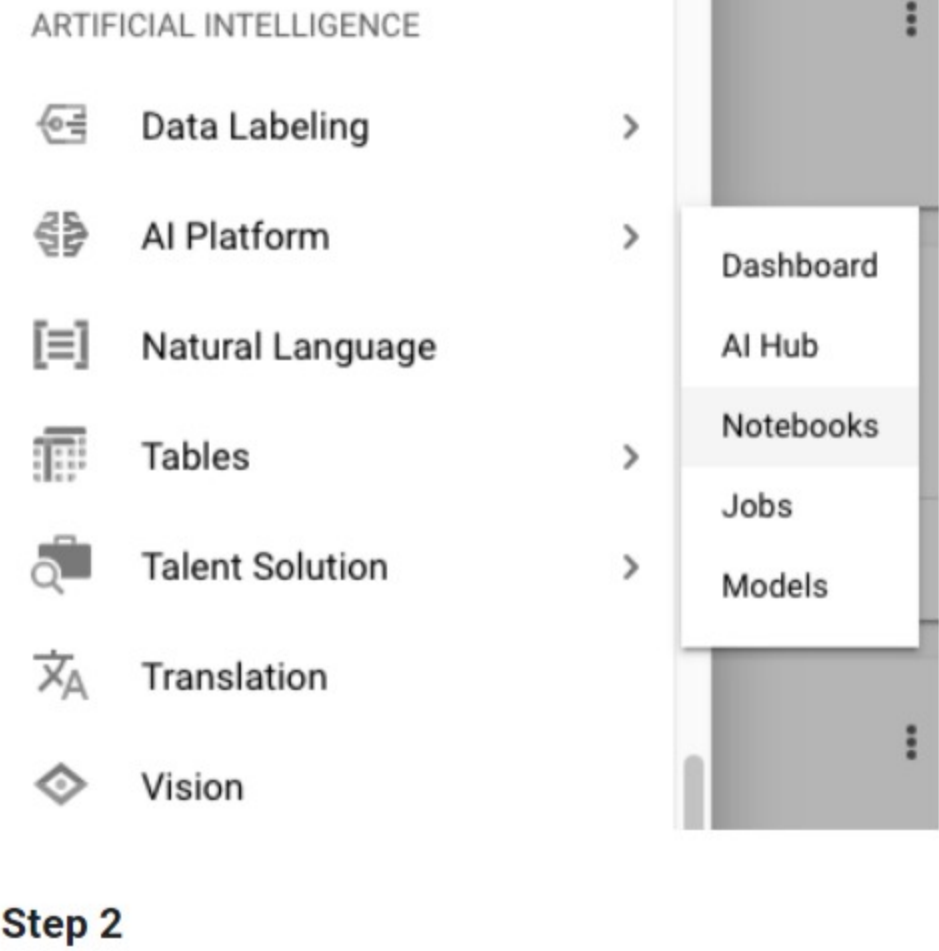 ARTIFICIAL INTELLIGENCE
Data Labeling
AI Platform
Natural Language
Tables
Talent Solution
Translation
Vision
Dashboard
AI Hub
Notebooks
Jobs
Models
Step 2